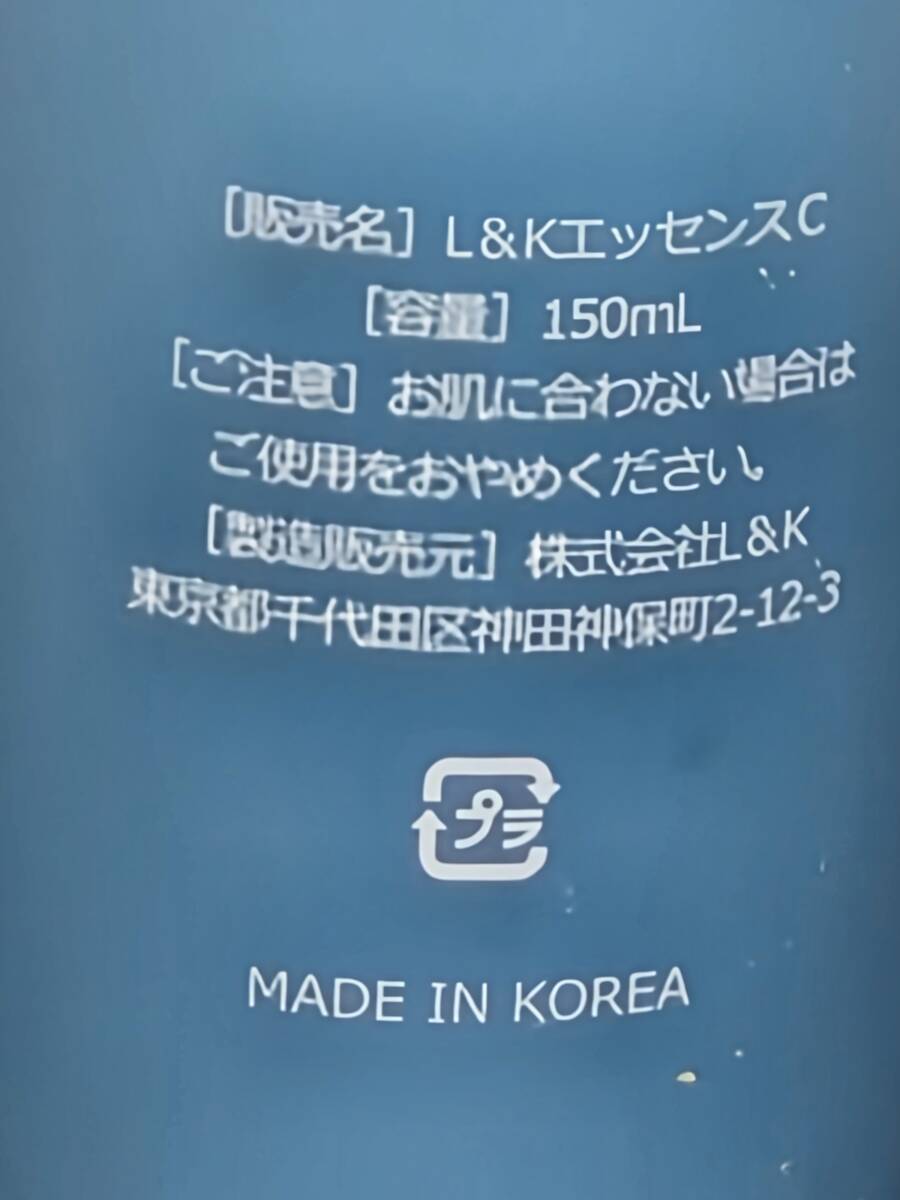 [販売名] L&KエッセンスC
[容量] 150mL
[ご注意] お肌に合わない場合は
ご使用をおやめください。
[製造販売元] 株式会社L&K
東京都千代田区神田神保町2-12-3
プラ
MADE IN KOREA